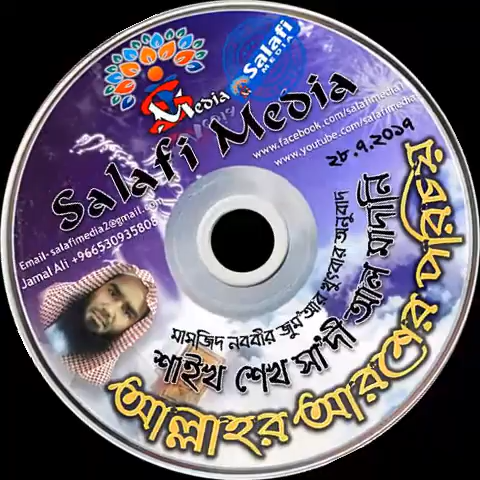 Salafi
MEDIA
Media
Salafi Media
www.facebook.com/salafimedia1
www.youtube.com/salafimedia
২৮.৭.২০১৭
Email- salafimedia2@gmail.com
Jamal Ali +966530935808
মাসজিদ নববীর জুম'আর খুৎবার অনুবাদ
শাইখ শেখ সা'দী আল মাদানি
আল্লাহর আরশের পরিচয়